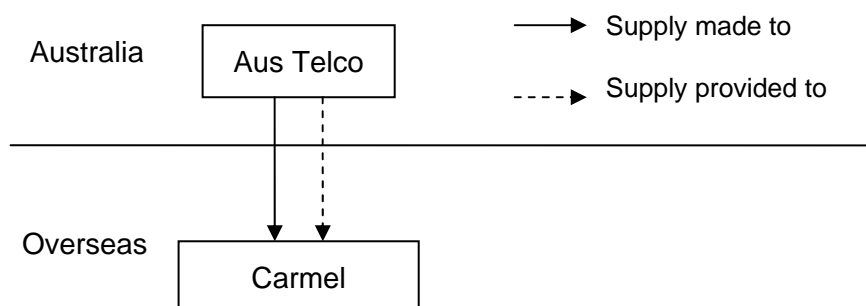 Australia
Aus Telco
Supply made to
Supply provided to
Overseas
Carmel